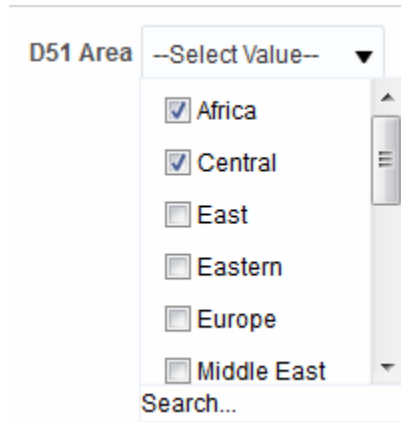 D51 Area --Select Value--
Africa
Central
East
Eastern
Europe
Middle East
Search...